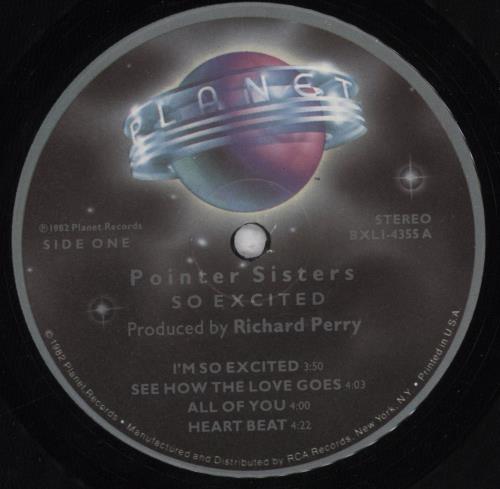 PLANET
℗1982 Planet Records
SIDE ONE
STEREO
BXL1-4355 A
Pointer Sisters
SO EXCITED
Produced by Richard Perry
I'M SO EXCITED 3:50
SEE HOW THE LOVE GOES 4:03
ALL OF YOU 4:00
HEART BEAT 4:22
©1982 Planet Records. • Manufactured and Distributed by RCA Records, New York, N.Y. • Printed in U.S.A.